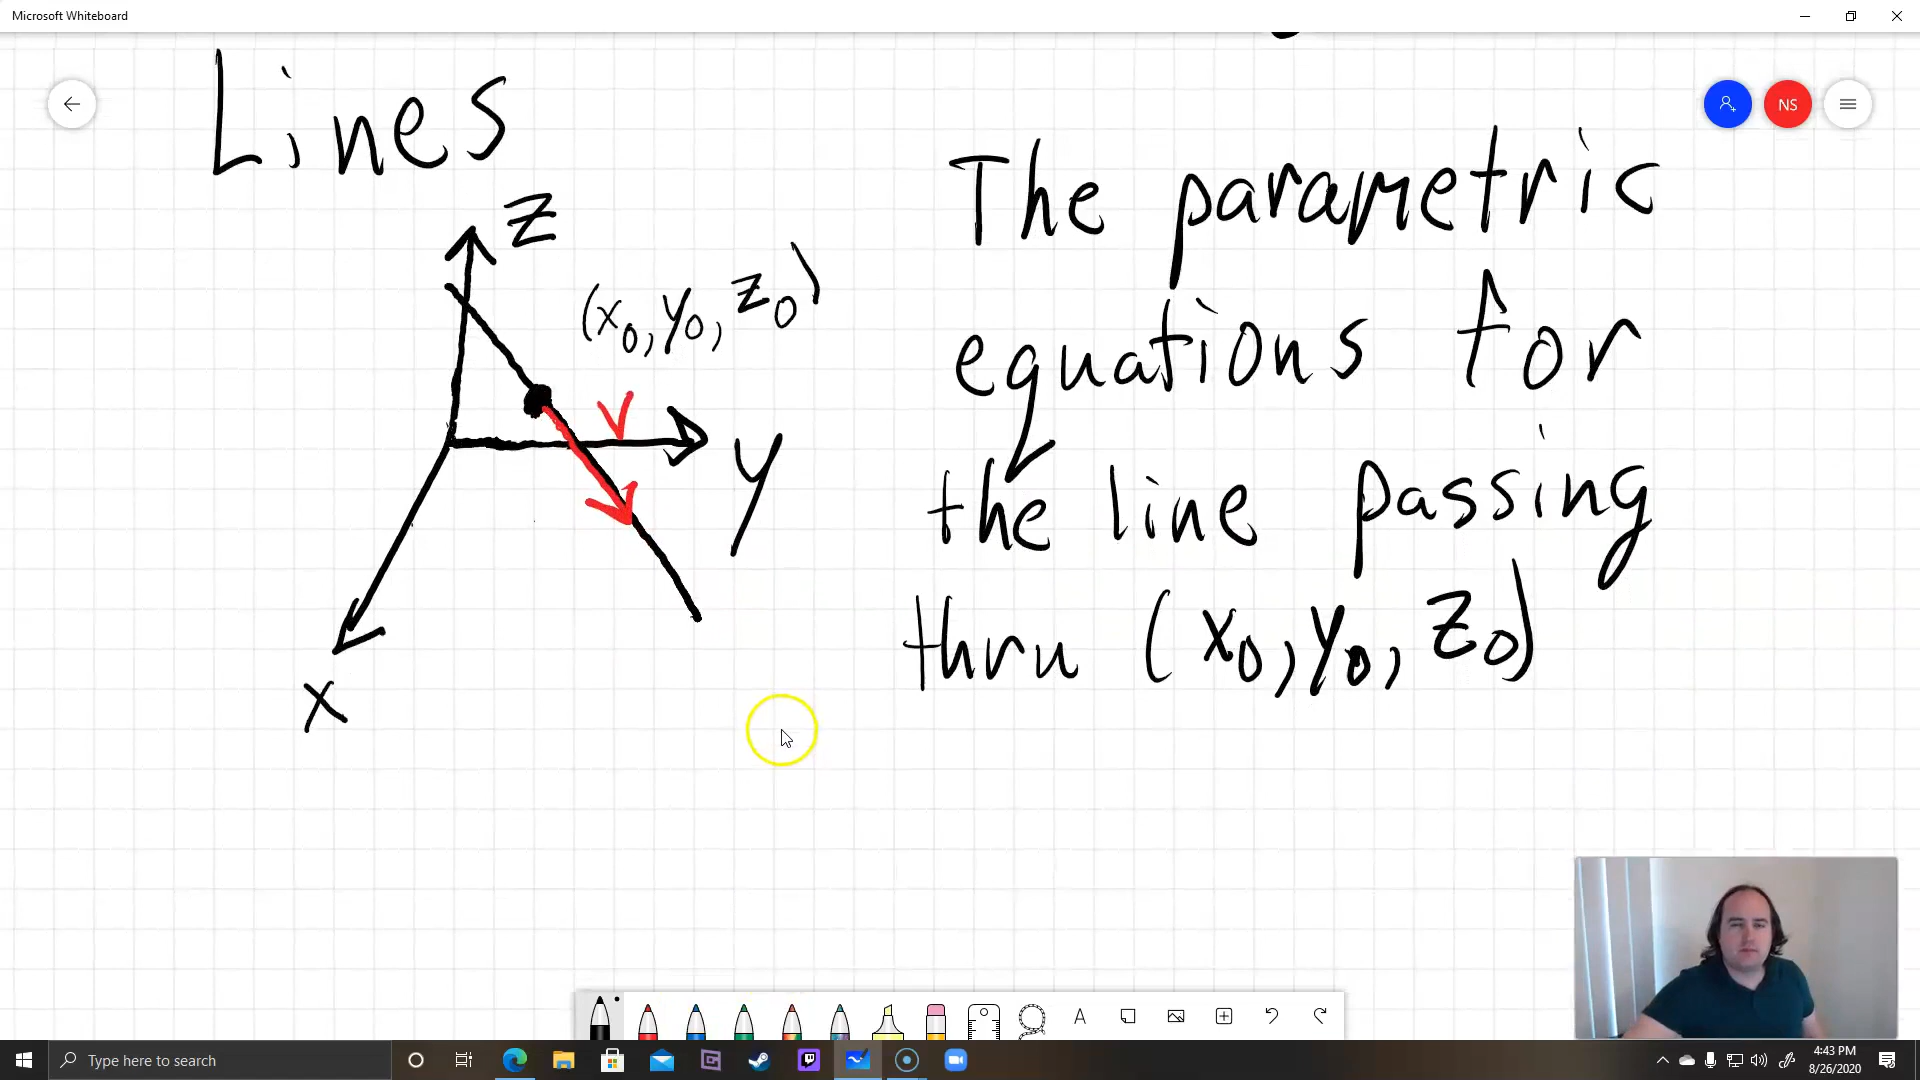 Microsoft Whiteboard
Lines
z
(x₀, y₀, z₀)
v
y
x
The parametric
equations for
the line passing
thru (x₀, y₀, z₀)
NS
A
Type here to search
4:43 PM
8/26/2020